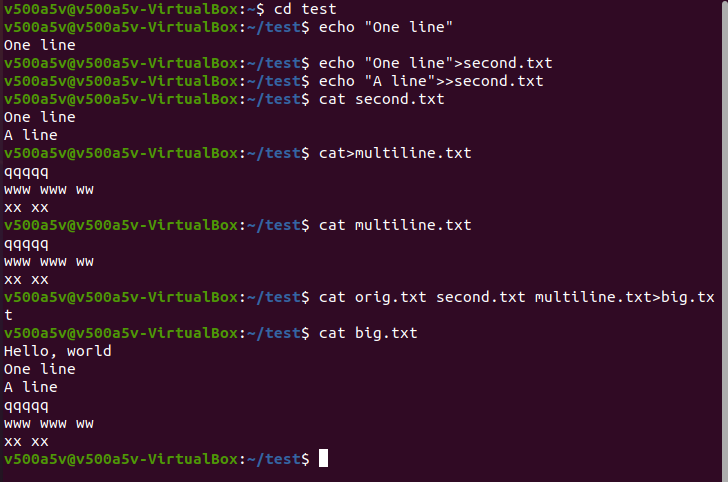 v500a5v@v500a5v-VirtualBox:~$ cd test
v500a5v@v500a5v-VirtualBox:~/test$ echo "One line"
One line
v500a5v@v500a5v-VirtualBox:~/test$ echo "One line">second.txt
v500a5v@v500a5v-VirtualBox:~/test$ echo "A line">>second.txt
v500a5v@v500a5v-VirtualBox:~/test$ cat second.txt
One line
A line
v500a5v@v500a5v-VirtualBox:~/test$ cat>multiline.txt
qqqqq
www www ww
xx xx
v500a5v@v500a5v-VirtualBox:~/test$ cat multiline.txt
qqqqq
www www ww
xx xx
v500a5v@v500a5v-VirtualBox:~/test$ cat orig.txt second.txt multiline.txt>big.tx
t
v500a5v@v500a5v-VirtualBox:~/test$ cat big.txt
Hello, world
One line
A line
qqqqq
www www ww
xx xx
v500a5v@v500a5v-VirtualBox:~/test$